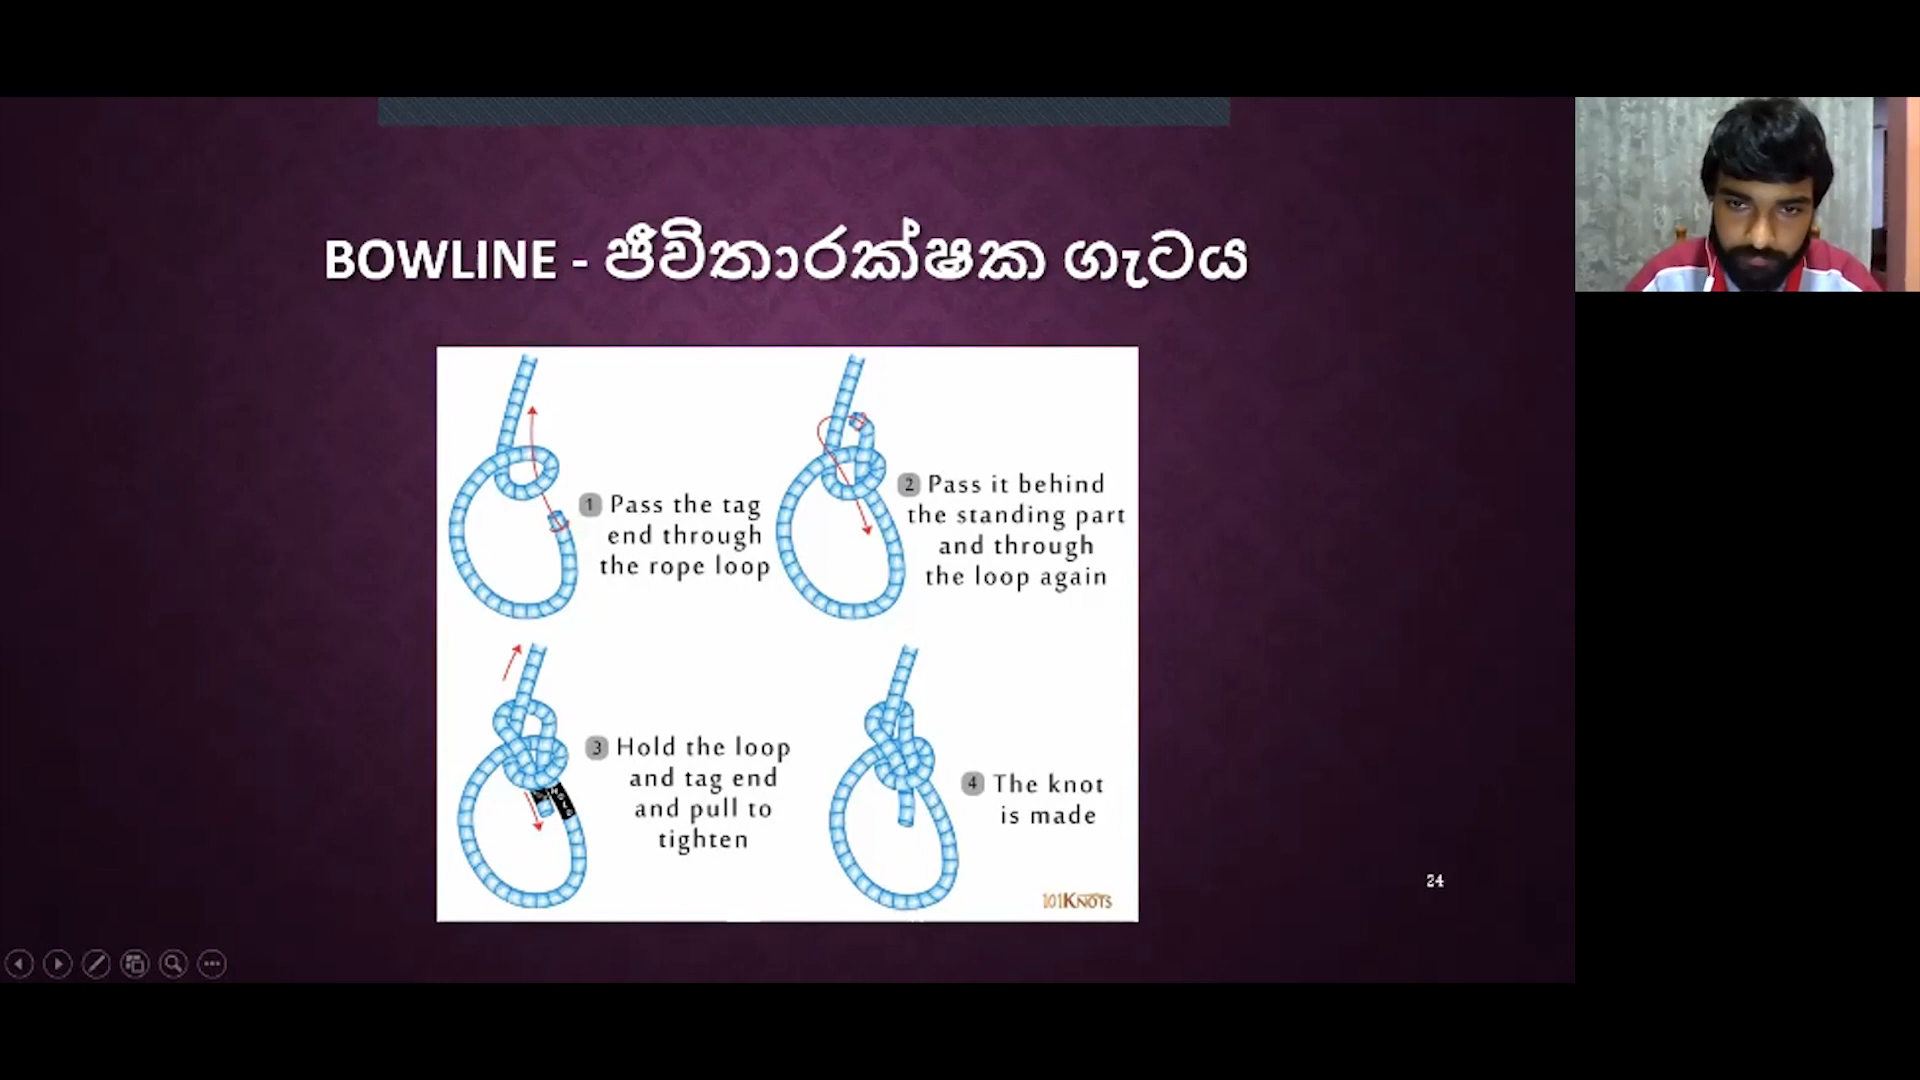 BOWLINE - ජීවිතාරක්ෂක ගැටය
1 Pass the tag
end through
the rope loop
2 Pass it behind
the standing part
and through
the loop again
3 Hold the loop
and tag end
and pull to
tighten
HOLD
4 The knot
is made
101KNOTS
24